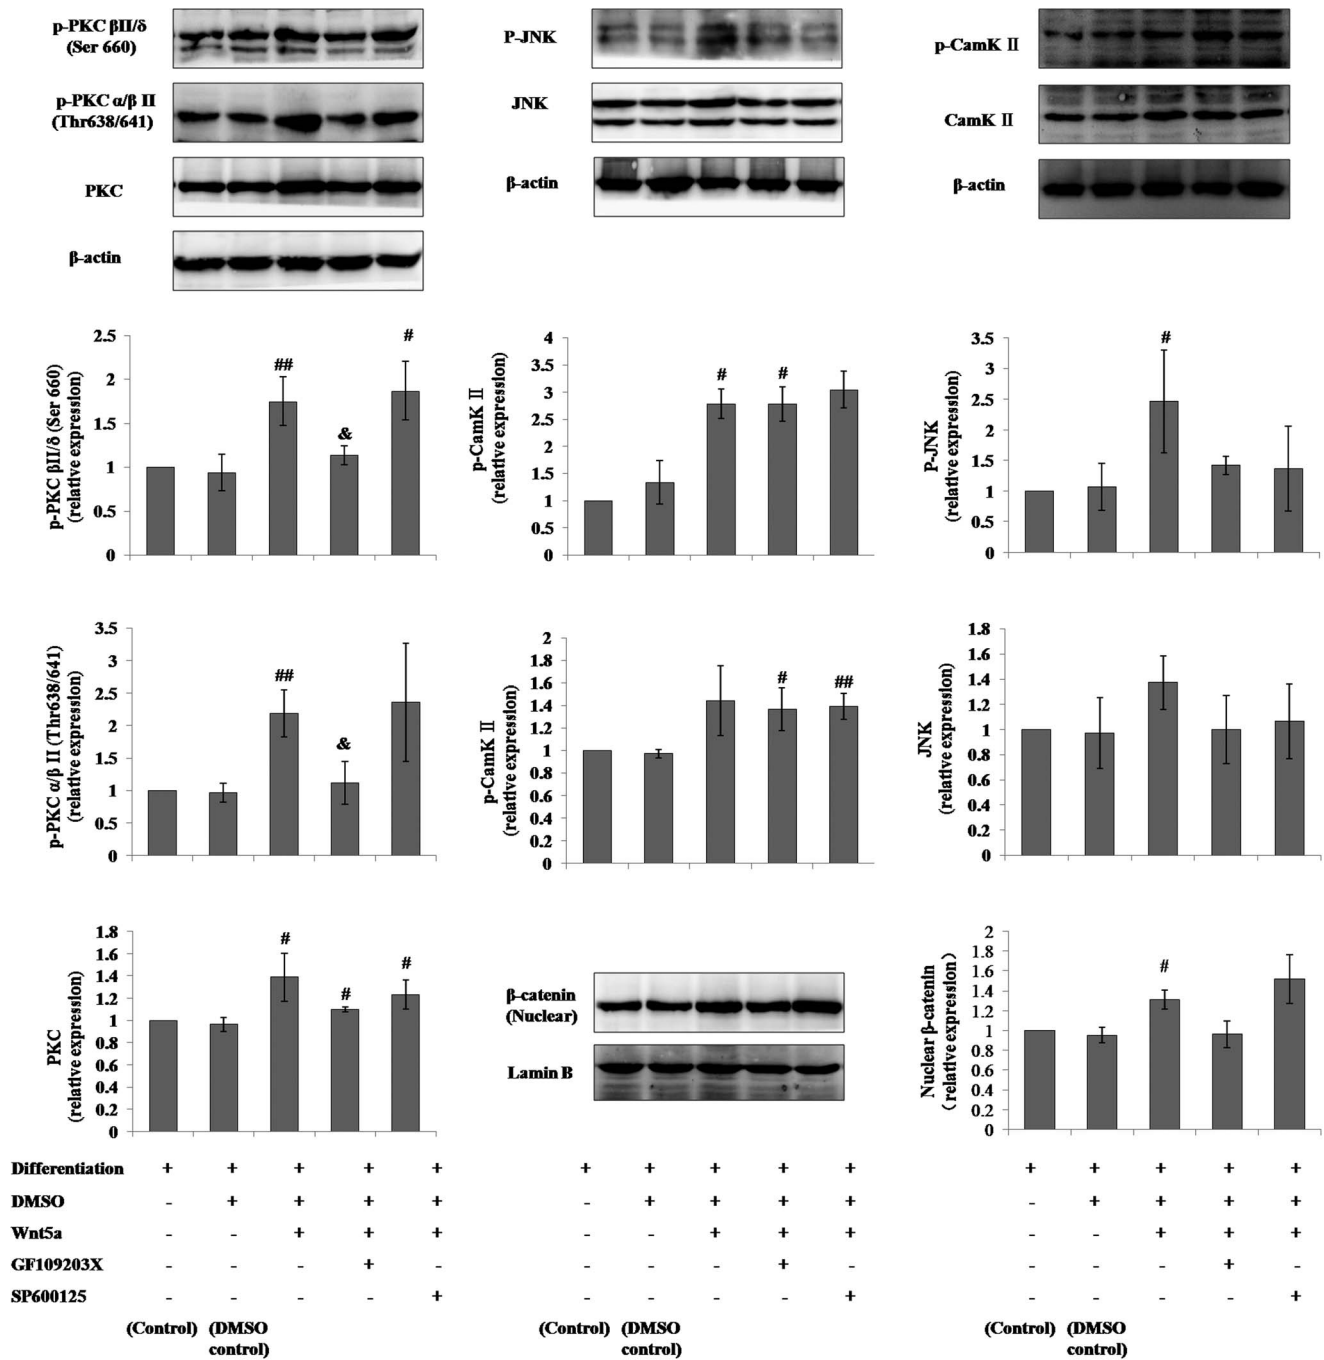 p-PKC βII/δ
(Ser 660)
p-PKC α/β II
(Thr638/641)
PKC
β-actin
P-JNK
JNK
β-actin
p-CamK Ⅱ
CamK Ⅱ
β-actin
p-PKC βII/δ (Ser 660)
(relative expression)
2.5
2
1.5
1
0.5
0
##
&
#
p-CamK Ⅱ
(relative expression)
4
3.5
3
2.5
2
1.5
1
0.5
0
#
#
P-JNK
(relative expression)
3.5
3
2.5
2
1.5
1
0.5
0
#
p-PKC α/β II (Thr638/641)
(relative expression)
3.5
3
2.5
2
1.5
1
0.5
0
##
&
p-CamK Ⅱ
(relative expression)
2
1.8
1.6
1.4
1.2
1
0.8
0.6
0.4
0.2
0
#
##
JNK
(relative expression)
1.8
1.6
1.4
1.2
1
0.8
0.6
0.4
0.2
0
PKC
(relative expression)
1.8
1.6
1.4
1.2
1
0.8
0.6
0.4
0.2
0
#
#
#
β-catenin
(Nuclear)
Lamin B
Nuclear β-catenin
(relative expression)
2
1.8
1.6
1.4
1.2
1
0.8
0.6
0.4
0.2
0
#
Differentiation + + + + + + + + + + + + + + +
DMSO - + + + + - + + + + - + + + +
Wnt5a - - + + + - - + + + - - + + +
GF109203X - - - + - - - - + - - - - + -
SP600125 - - - - + - - - - + - - - - +
(Control) (DMSO control) (Control) (DMSO control) (Control) (DMSO control)